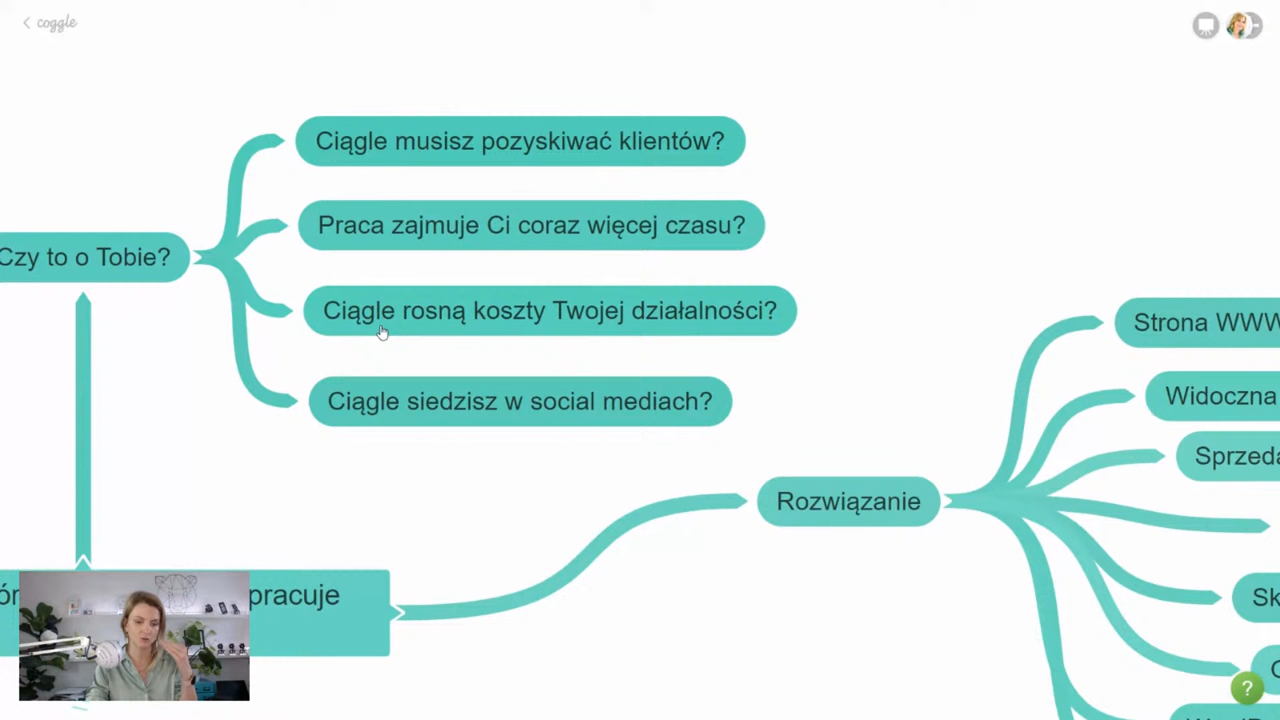 coggle
Ciągle musisz pozyskiwać klientów?
Praca zajmuje Ci coraz więcej czasu?
Czy to o Tobie?
Ciągle rosną koszty Twojej działalności?
Ciągle siedzisz w social mediach?
Strona WWW
Widoczna
Rozwiązanie
pracuje
?